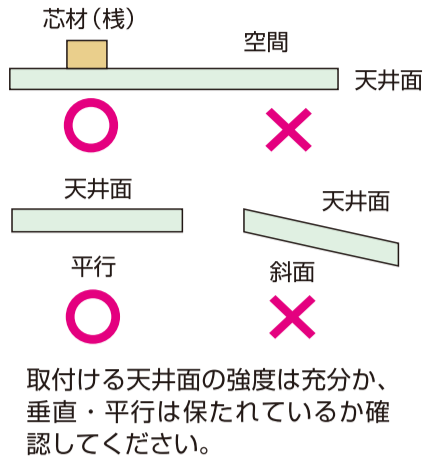 芯材（桟）
空間
天井面
天井面
天井面
平行
斜面
取付ける天井面の強度は充分か、
垂直・平行は保たれているか確
認してください。